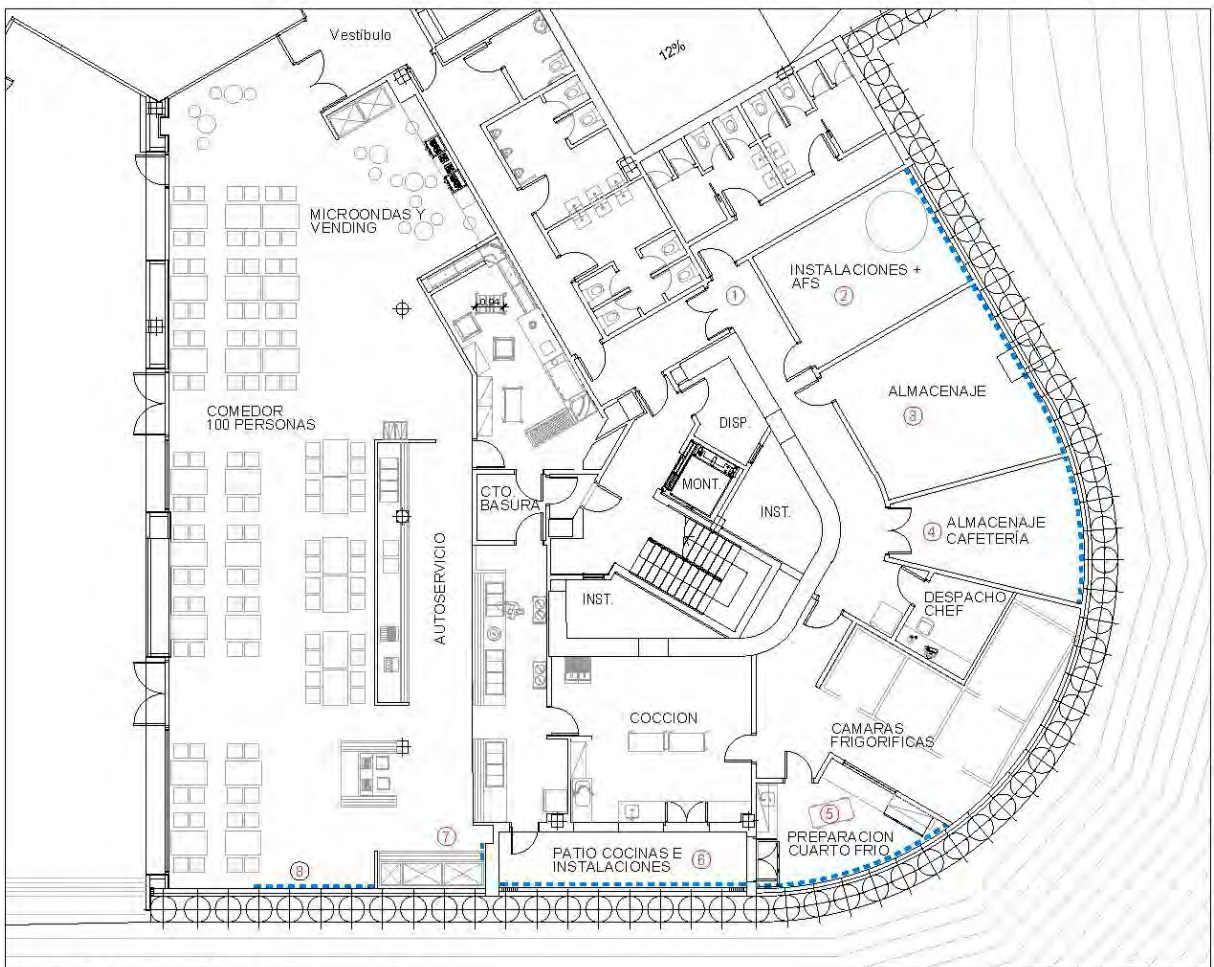 Vestíbulo
12%
MICROONDAS Y
VENDING
①
INSTALACIONES +
AFS
②
ALMACENAJE
③
COMEDOR
100 PERSONAS
DISP.
MONT.
CTO.
BASURA
INST.
④
ALMACENAJE
CAFETERÍA
AUTOSERVICIO
INST.
DESPACHO
CHEF
COCCION
CAMARAS
FRIGORIFICAS
⑤
PREPARACION
CUARTO FRIO
⑦
PATIO COCINAS E
INSTALACIONES
⑥
⑧